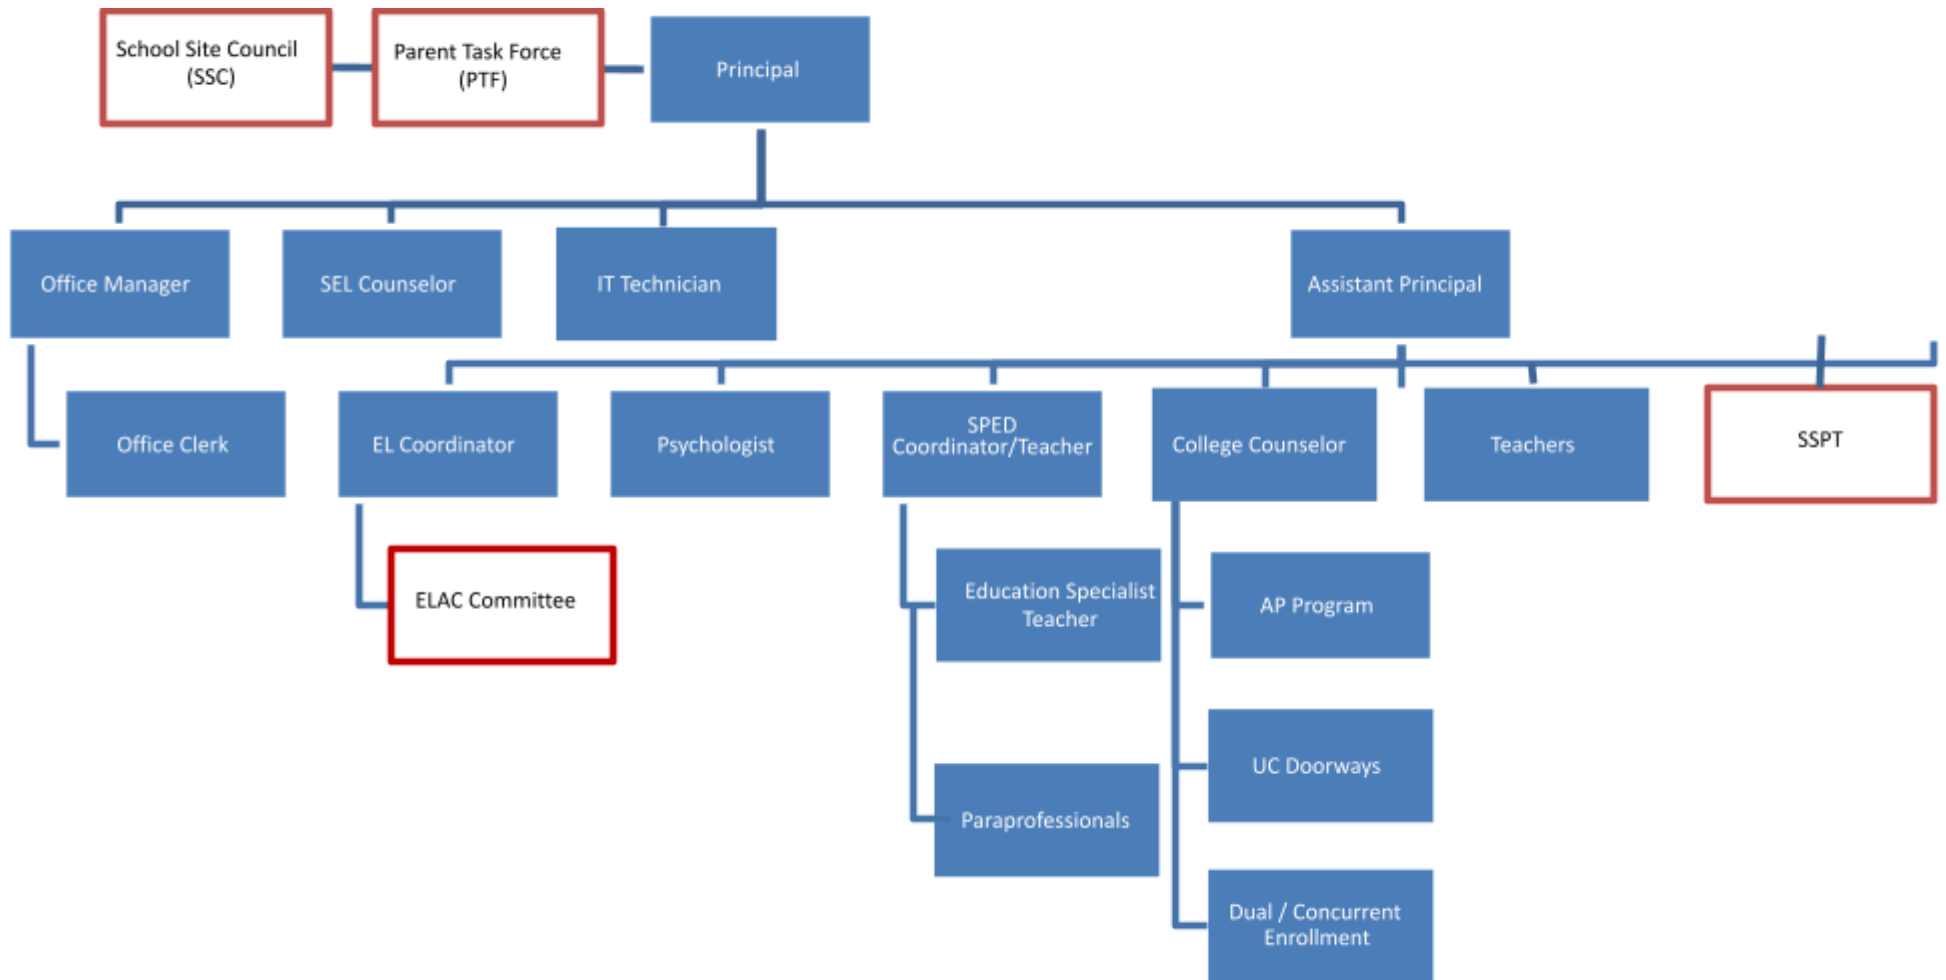 School Site Council
(SSC)
Parent Task Force
(PTF)
Principal
Office Manager
SEL Counselor
IT Technician
Assistant Principal
Office Clerk
EL Coordinator
Psychologist
SPED
Coordinator/Teacher
College Counselor
Teachers
SSPT
ELAC Committee
Education Specialist
Teacher
AP Program
UC Doorways
Paraprofessionals
Dual / Concurrent
Enrollment